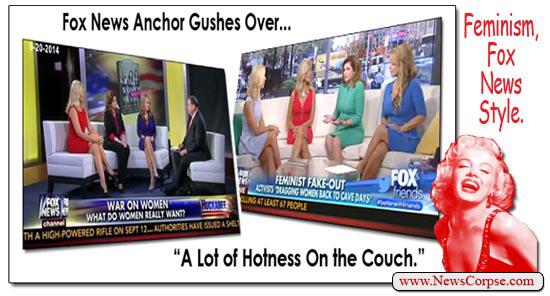 Fox News Anchor Gushes Over...
9-20-2014
WAR ON WOMEN
WHAT DO WOMEN REALLY WANT?
FOX
NEWS
channel
HUCKABEE
TH A HIGH-POWERED RIFLE ON SEPT 12... AUTHORITIES HAVE ISSUED A SHELT
FEMINIST FAKE-OUT
ACTIVISTS "DRAGGING WOMEN BACK TO CAVE DAYS"
FOX
friends
#betterwithfriends
LLING AT LEAST 67 PEOPLE
"A Lot of Hotness On the Couch."
Feminism,
Fox
News
Style.
www.NewsCorpse.com